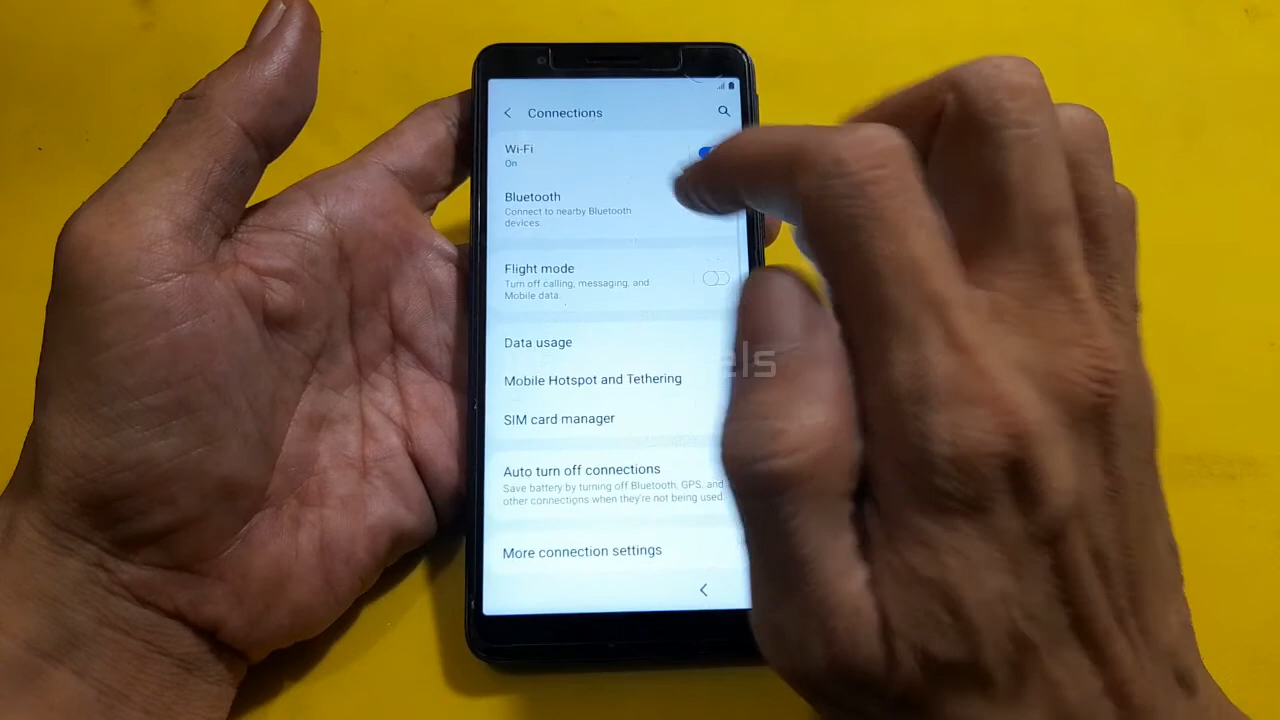 Connections
Wi-Fi
On
Bluetooth
Connect to nearby Bluetooth
devices.
Flight mode
Turn off calling, messaging, and
Mobile data.
Data usage
Mobile Hotspot and Tethering
SIM card manager
Auto turn off connections
Save battery by turning off Bluetooth, GPS, and
other connections when they're not being used.
More connection settings